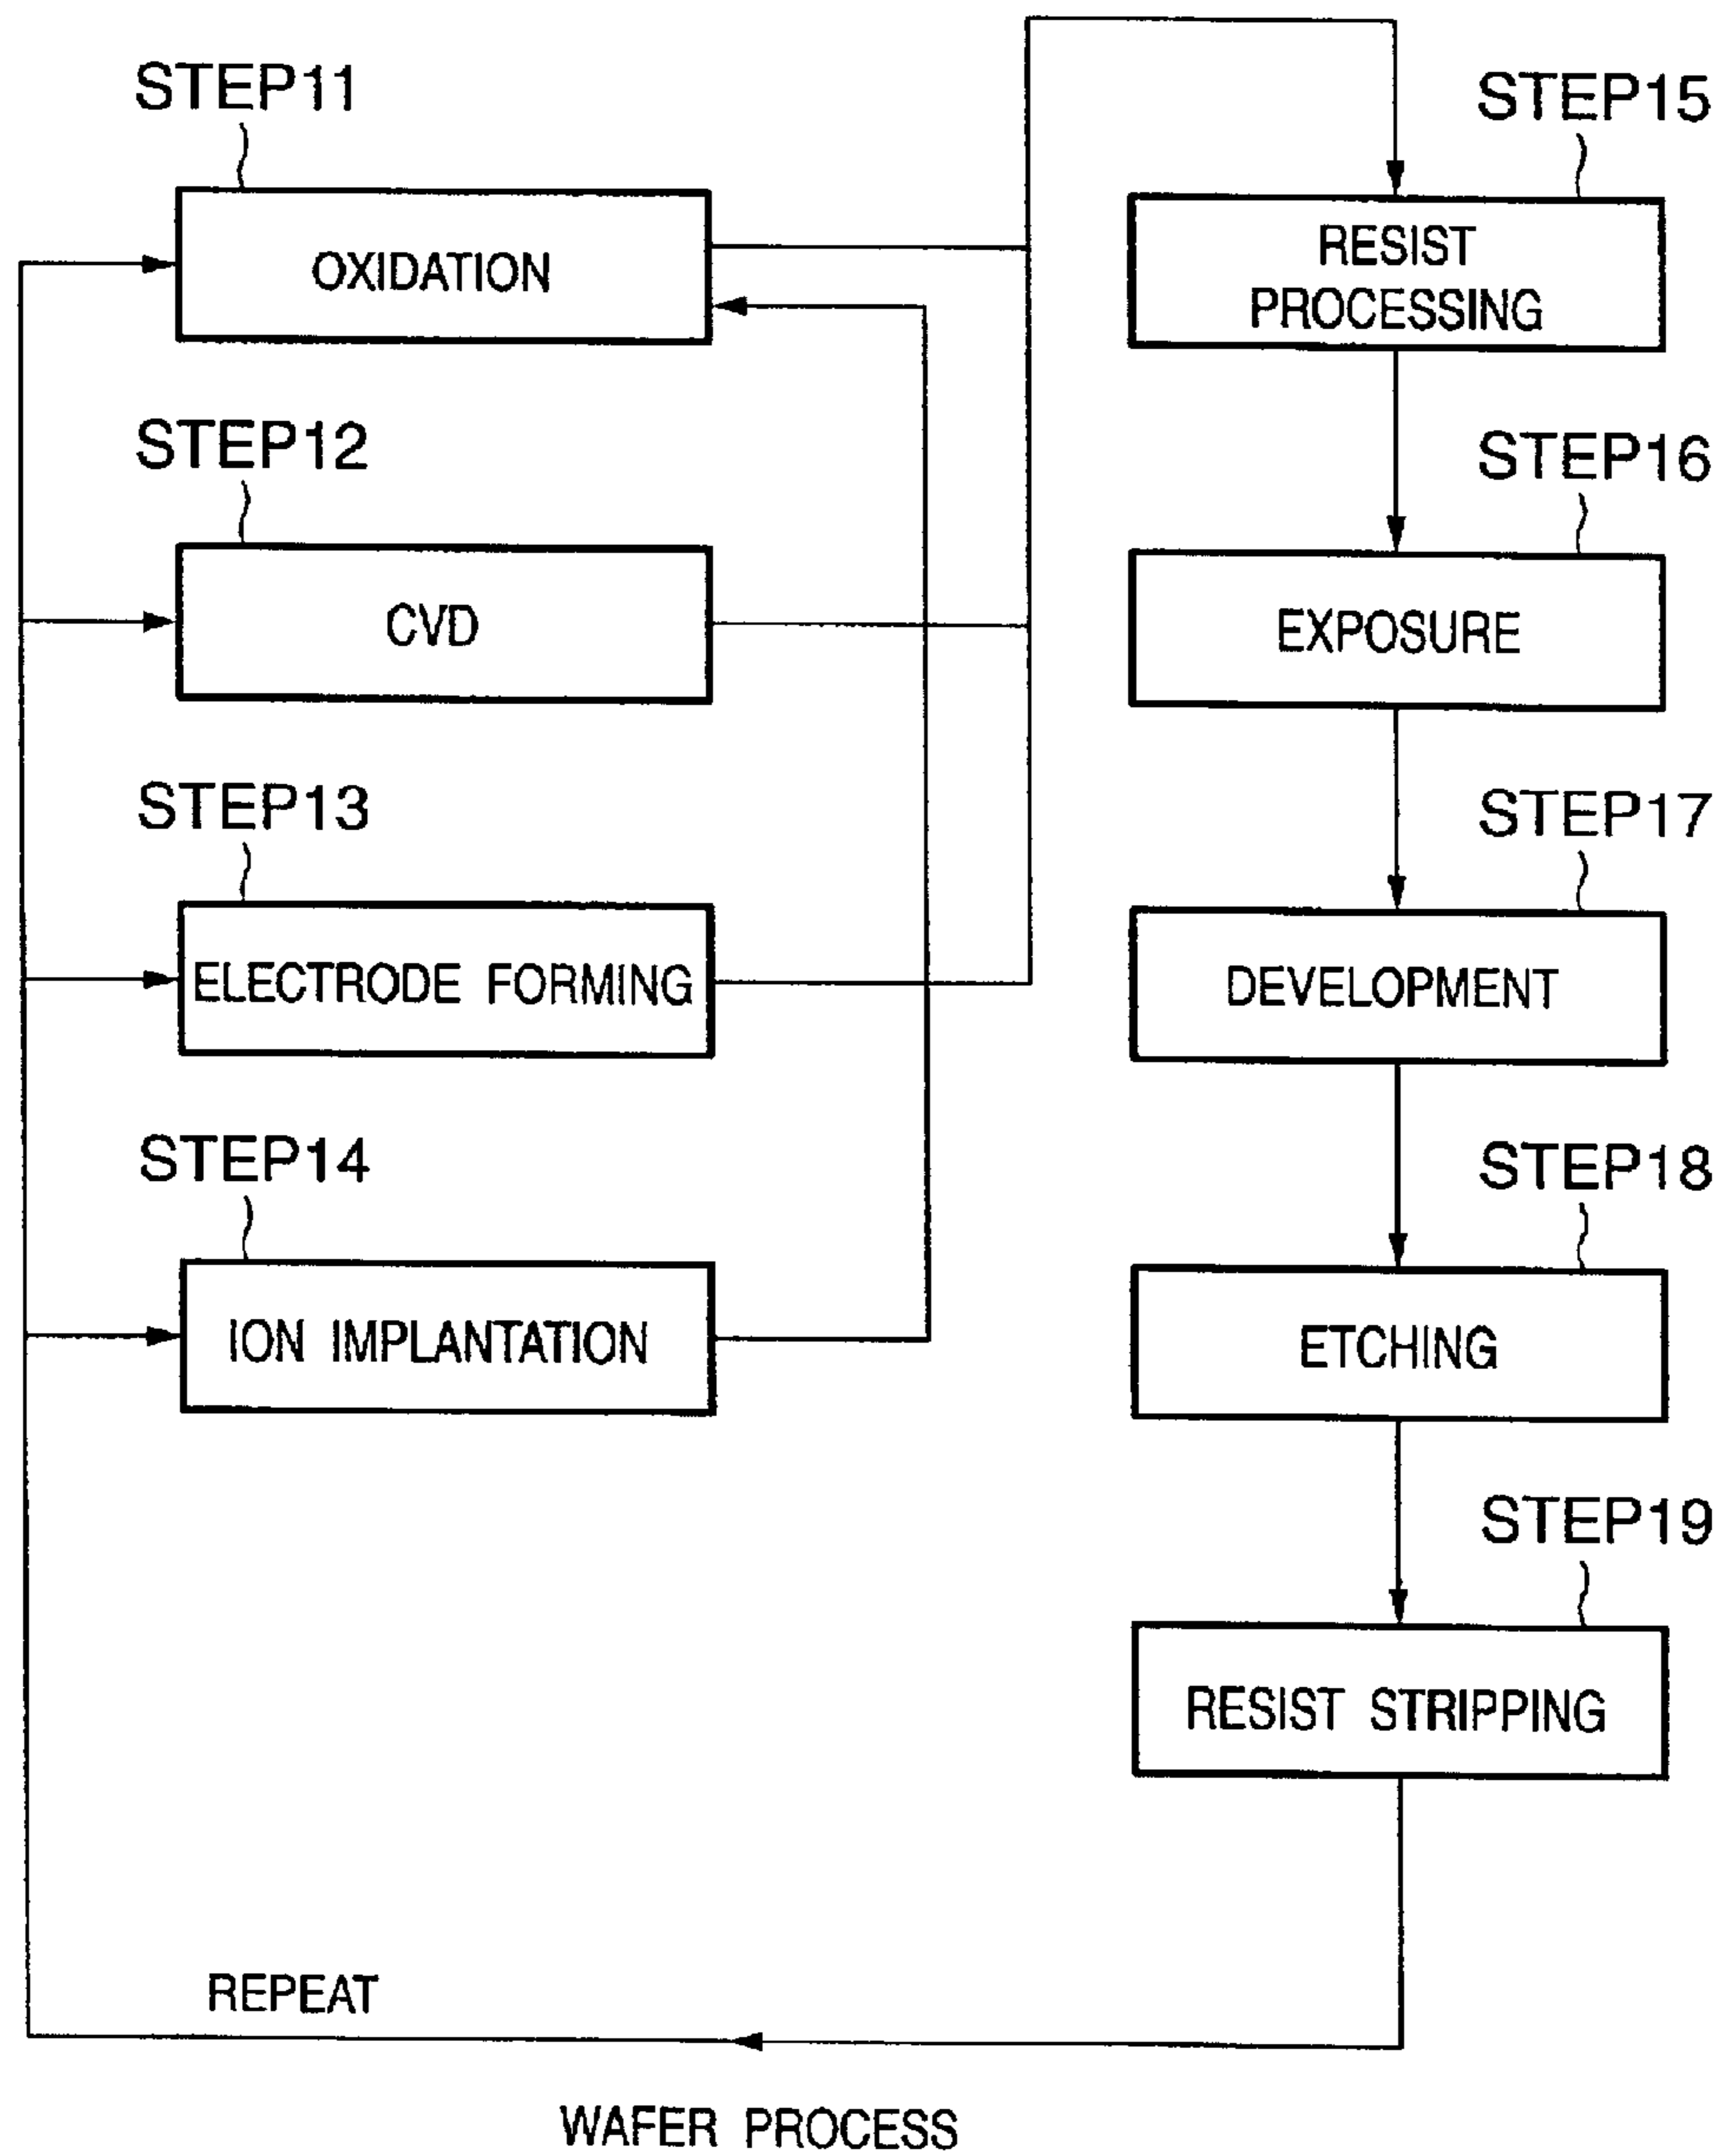 STEP11
OXIDATION
STEP12
CVD
STEP13
ELECTRODE FORMING
STEP14
ION IMPLANTATION
STEP15
RESIST
PROCESSING
STEP16
EXPOSURE
STEP17
DEVELOPMENT
STEP18
ETCHING
STEP19
RESIST STRIPPING
REPEAT
WAFER PROCESS